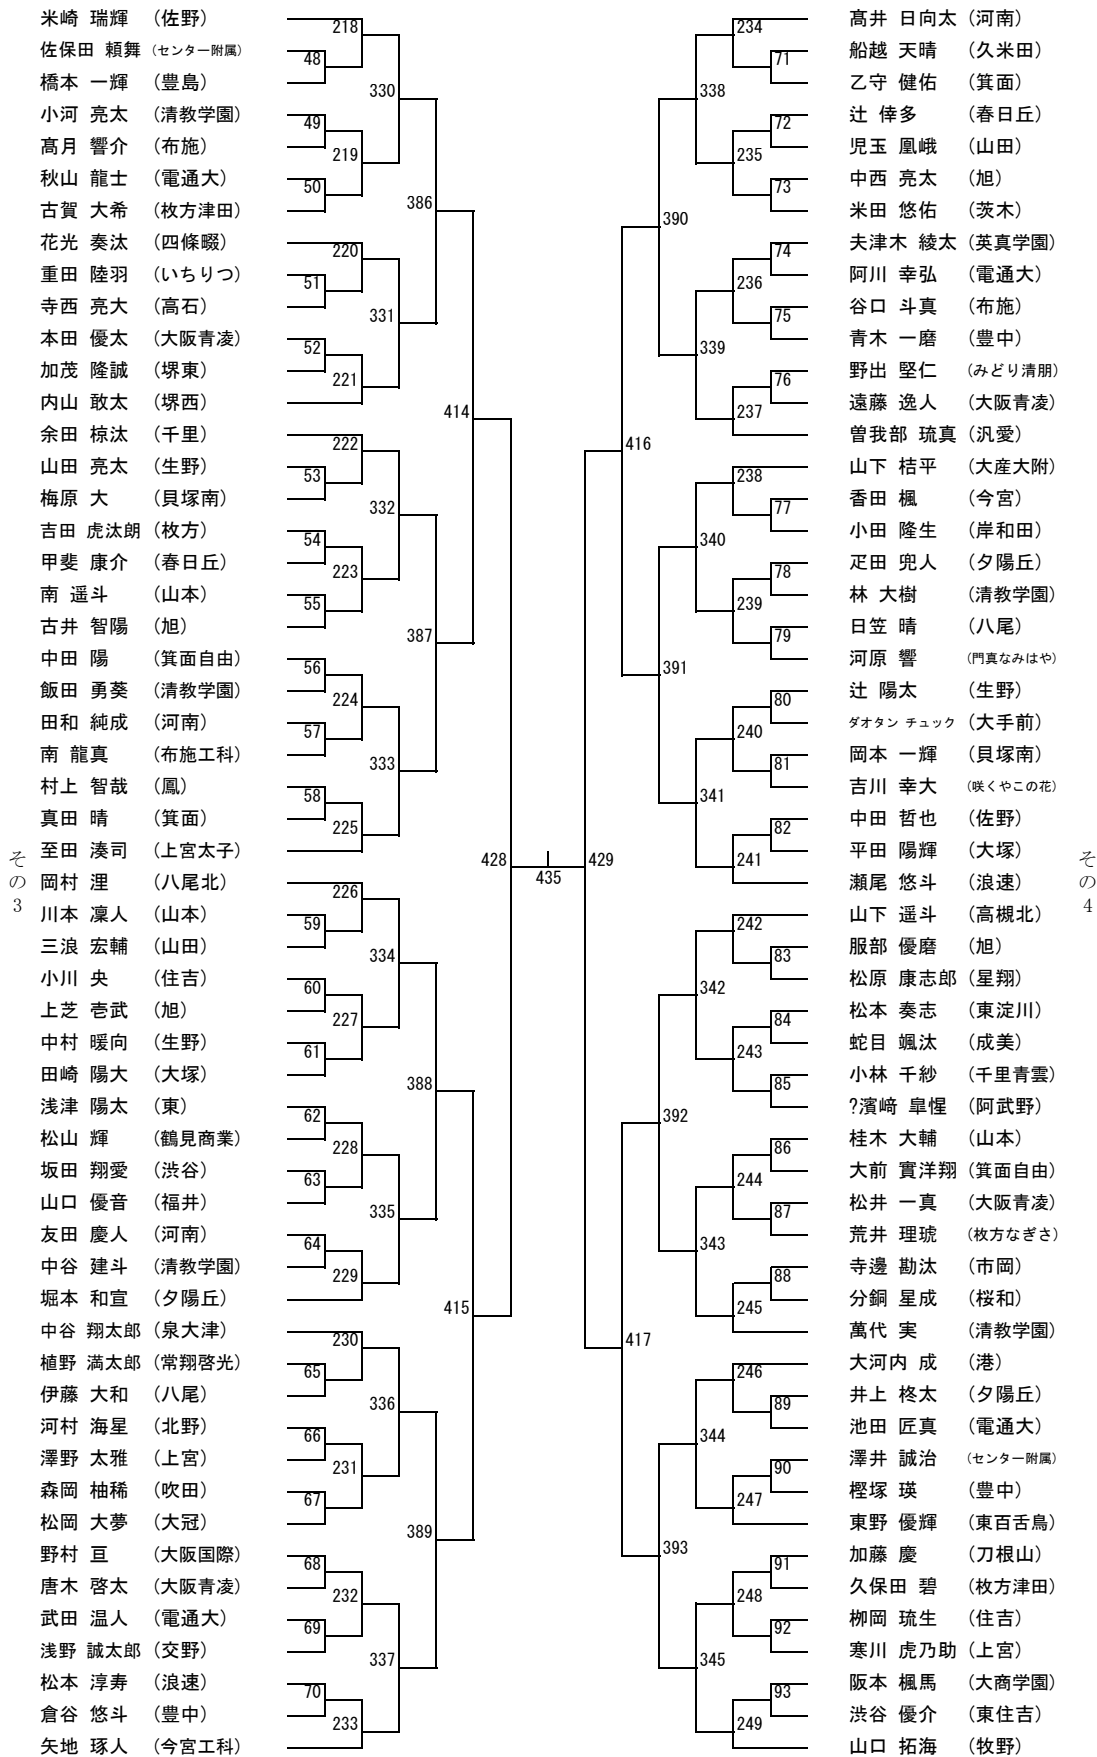 米崎 瑞輝 (佐野)
佐保田 頼舞 (センター附属)
橋本 一輝 (豊島)
小河 亮太 (清教学園)
髙月 響介 (布施)
秋山 龍士 (電通大)
古賀 大希 (枚方津田)
花光 奏汰 (四條畷)
重田 陸羽 (いちりつ)
寺西 亮大 (高石)
本田 優太 (大阪青凌)
加茂 隆誠 (堺東)
内山 敢太 (堺西)
余田 椋汰 (千里)
山田 亮太 (生野)
梅原 大 (貝塚南)
吉田 虎汰朗 (枚方)
甲斐 康介 (春日丘)
南 遥斗 (山本)
古井 智陽 (旭)
中田 陽 (箕面自由)
飯田 勇葵 (清教学園)
田和 純成 (河南)
南 龍真 (布施工科)
村上 智哉 (鳳)
真田 晴 (箕面)
至田 湊司 (上宮太子)
岡村 浬 (八尾北)
川本 凜人 (山本)
三浪 宏輔 (山田)
小川 央 (住吉)
上芝 壱武 (旭)
中村 暖向 (生野)
田崎 陽大 (大塚)
浅津 陽太 (東)
松山 輝 (鶴見商業)
坂田 翔愛 (渋谷)
山口 優音 (福井)
友田 慶人 (河南)
中谷 建斗 (清教学園)
堀本 和宣 (夕陽丘)
中谷 翔太郎 (泉大津)
植野 満太郎 (常翔啓光)
伊藤 大和 (八尾)
河村 海星 (北野)
澤野 太雅 (上宮)
森岡 柚稀 (吹田)
松岡 大夢 (大冠)
野村 亘 (大阪国際)
唐木 啓太 (大阪青凌)
武田 温人 (電通大)
浅野 誠太郎 (交野)
松本 淳寿 (浪速)
倉谷 悠斗 (豊中)
矢地 琢人 (今宮工科)
その3
218
48
49
219
50
220
51
52
221
222
53
54
223
55
56
224
57
58
225
226
59
60
227
61
62
228
63
64
229
230
65
66
231
67
68
232
69
70
233
330
331
332
333
334
335
336
337
386
387
388
389
414
415
428
435
429
416
417
390
391
392
393
338
339
340
341
342
343
344
345
234
71
72
235
73
74
236
75
76
237
238
77
78
239
79
80
240
81
82
241
242
83
84
243
85
86
244
87
88
245
246
89
90
247
91
248
92
93
249
髙井 日向太 (河南)
船越 天晴 (久米田)
乙守 健佑 (箕面)
辻 倖多 (春日丘)
児玉 凰峨 (山田)
中西 亮太 (旭)
米田 悠佑 (茨木)
夫津木 綾太 (英真学園)
阿川 幸弘 (電通大)
谷口 斗真 (布施)
青木 一磨 (豊中)
野出 堅仁 (みどり清朋)
遠藤 逸人 (大阪青凌)
曽我部 琉真 (汎愛)
山下 桔平 (大産大附)
香田 楓 (今宮)
小田 隆生 (岸和田)
疋田 兜人 (夕陽丘)
林 大樹 (清教学園)
日笠 晴 (八尾)
河原 響 (門真なみはや)
辻 陽太 (生野)
ダオタン チュック (大手前)
岡本 一輝 (貝塚南)
吉川 幸大 (咲くやこの花)
中田 哲也 (佐野)
平田 陽輝 (大塚)
瀬尾 悠斗 (浪速)
山下 遥斗 (高槻北)
服部 優磨 (旭)
松原 康志郎 (星翔)
松本 奏志 (東淀川)
蛇目 颯汰 (成美)
小林 千紗 (千里青雲)
?濱﨑 皐惺 (阿武野)
桂木 大輔 (山本)
大前 實洋翔 (箕面自由)
松井 一真 (大阪青凌)
荒井 理琥 (枚方なぎさ)
寺邊 勘汰 (市岡)
分銅 星成 (桜和)
萬代 実 (清教学園)
大河内 成 (港)
井上 柊太 (夕陽丘)
池田 匠真 (電通大)
澤井 誠治 (センター附属)
樫塚 瑛 (豊中)
東野 優輝 (東百舌鳥)
加藤 慶 (刀根山)
久保田 碧 (枚方津田)
栁岡 琉生 (住吉)
寒川 虎乃助 (上宮)
阪本 楓馬 (大商学園)
渋谷 優介 (東住吉)
山口 拓海 (牧野)
その4